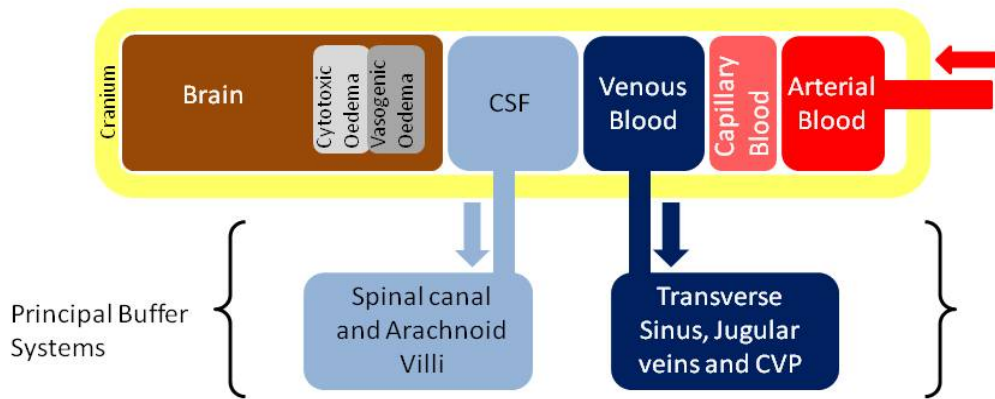 Cranium
Brain
Cytotoxic
Oedema
Vasogenic
Oedema
CSF
Venous
Blood
Capillary
Blood
Arterial
Blood
Principal Buffer
Systems
Spinal canal
and Arachnoid
Villi
Transverse
Sinus, Jugular
veins and CVP